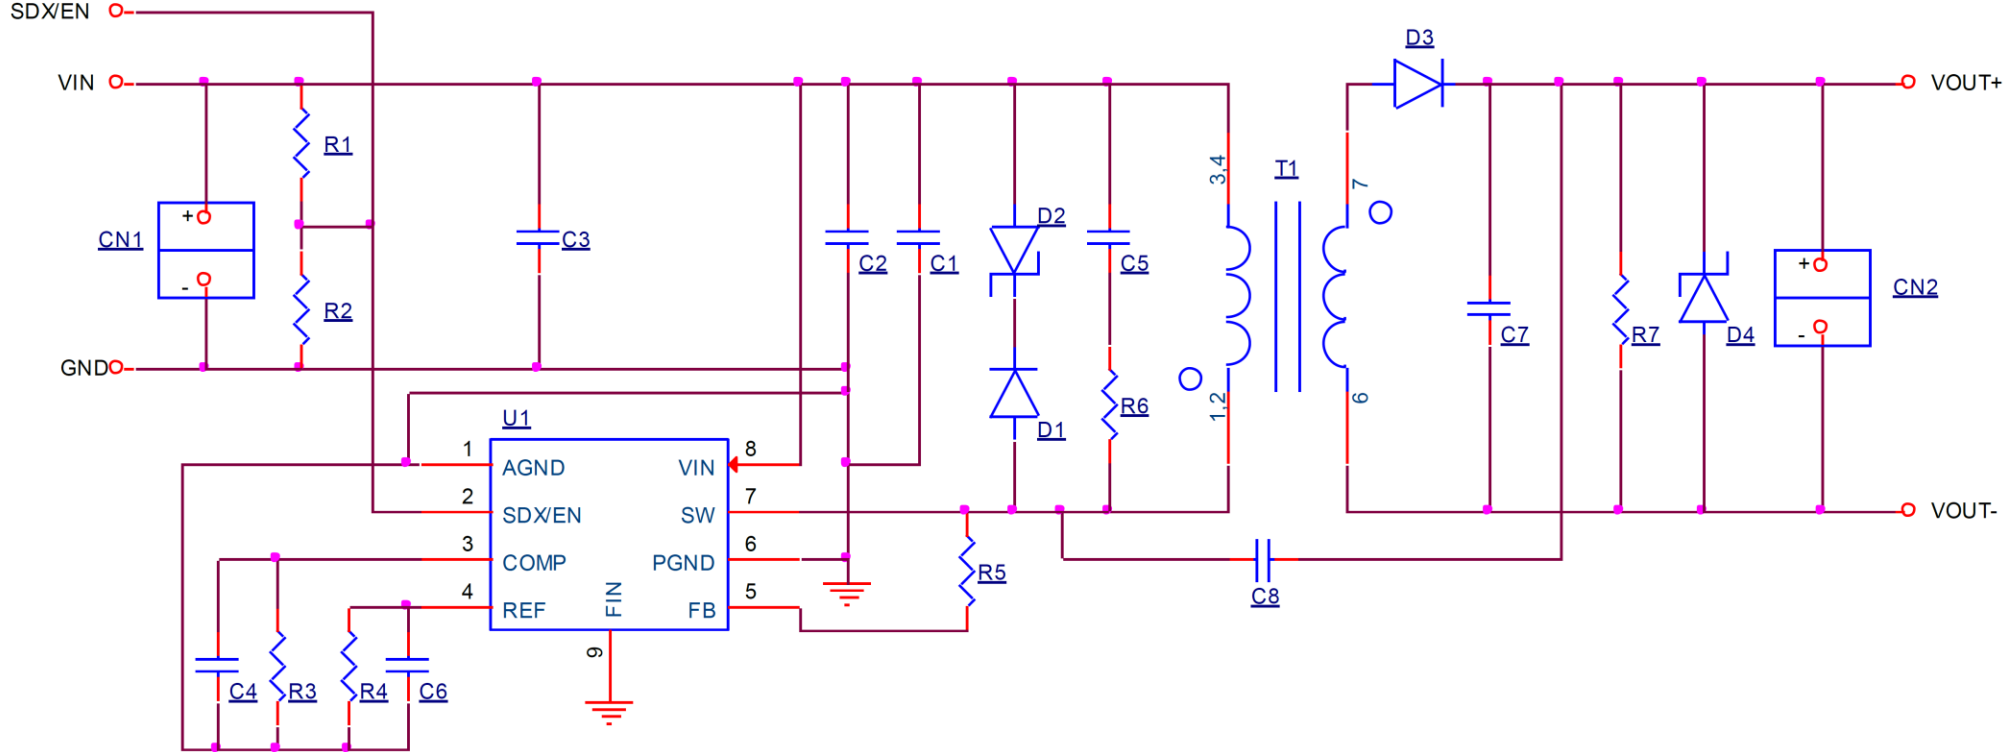 SDX/EN
D3
VIN
VOUT+
R1
3,4
T1
7
+
CN1
-
C3
D2
C2
C1
C5
+
CN2
-
R2
C7
R7
D4
GND
1,2
6
R6
D1
U1
1
AGND
VIN
8
2
SDX/EN
SW
7
VOUT-
3
COMP
PGND
6
R5
C8
4
REF
FIN
FB
5
9
C4
R3
R4
C6